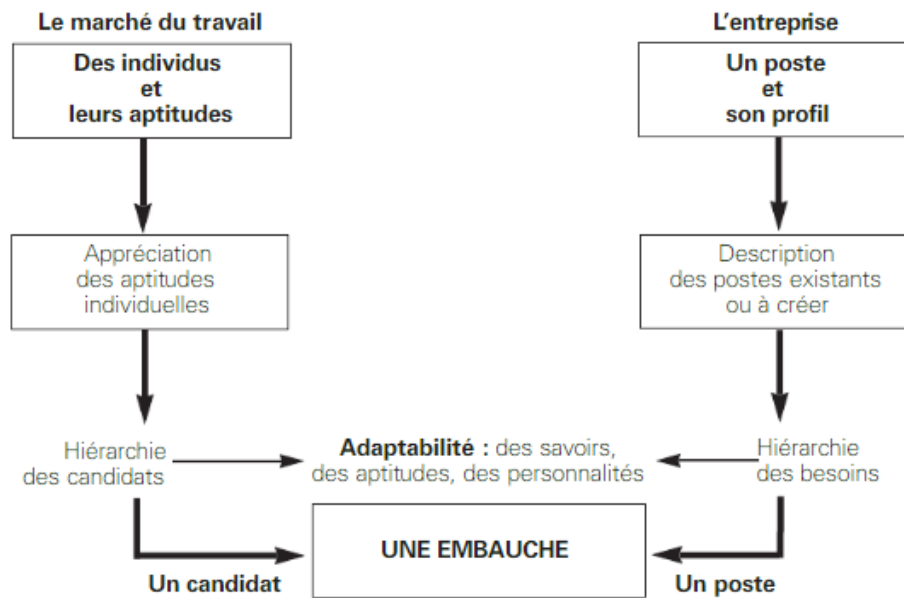 Le marché du travail
L'entreprise
Des individus
et
leurs aptitudes
Un poste
et
son profil
Appréciation
des aptitudes
individuelles
Description
des postes existants
ou à créer
Hiérarchie
des candidats
Adaptabilité : des savoirs,
des aptitudes, des personnalités
Hiérarchie
des besoins
UNE EMBAUCHE
Un candidat
Un poste